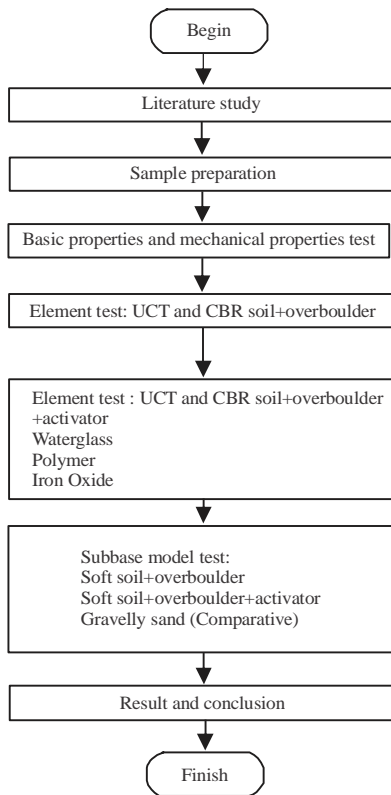 Begin
Literature study
Sample preparation
Basic properties and mechanical properties test
Element test: UCT and CBR soil+overboulder
Element test : UCT and CBR soil+overboulder
+activator
Waterglass
Polymer
Iron Oxide
Subbase model test:
Soft soil+overboulder
Soft soil+overboulder+activator
Gravelly sand (Comparative)
Result and conclusion
Finish